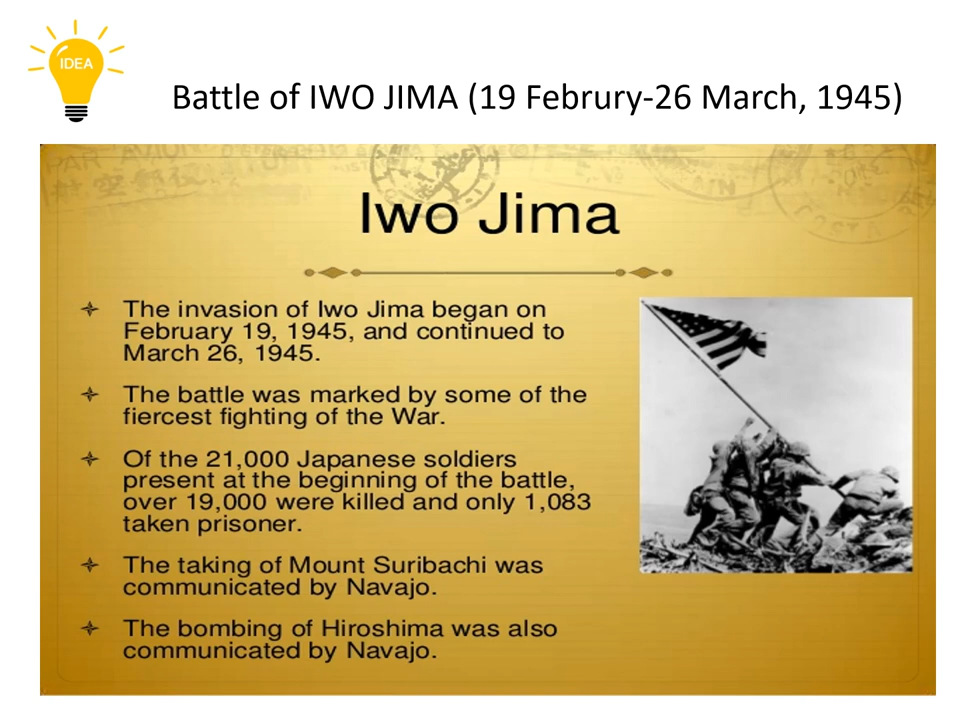 IDEA
Battle of IWO JIMA (19 Februry-26 March, 1945)
PAR AVION
Iwo Jima
The invasion of Iwo Jima began on
February 19, 1945, and continued to
March 26, 1945.
The battle was marked by some of the
fiercest fighting of the War.
Of the 21,000 Japanese soldiers
present at the beginning of the battle,
over 19,000 were killed and only 1,083
taken prisoner.
The taking of Mount Suribachi was
communicated by Navajo.
The bombing of Hiroshima was also
communicated by Navajo.